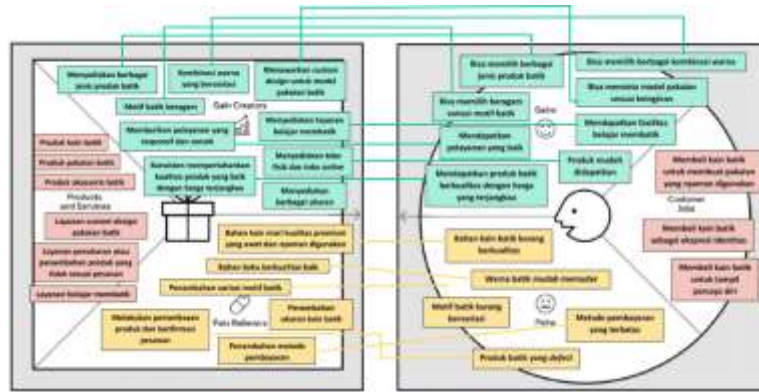 Menyediakan berbagai
jenis produk batik
Kombinasi warna
yang bervariasi
Menawarkan custom
design untuk model
pakaian batik
Motif batik beragam
Gain Creators
Memberikan pelayanan yang
responsif dan ramah
Menyediakan layanan
belajar membatik
Produk kain batik
Produk pakaian batik
Produk aksesoris batik
Konsisten mempertahankan
kualitas produk yang baik
dengan harga terjangkau
Menyediakan toko
fisik dan toko online
Menyediakan
berbagai ukuran
Products
and Services
Layanan custom design
pakaian batik
Layanan penukaran atau
penambahan produk yang
tidak sesuai pesanan
Layanan belajar membatik
Bahan kain mori kualitas premium
yang awet dan nyaman digunakan
Bahan baku berkualitas baik
Penambahan varian motif batik
Pain Relievers
Penambahan
ukuran kain batik
Melakukan pemeriksaan
produk dan konfirmasi
pesanan
Penambahan metode
pembayaran
Bisa memilih berbagai
jenis produk batik
Bisa memilih berbagai kombinasi warna
Bisa meminta model pakaian
sesuai keinginan
Bisa memilih beragam
variasi motif batik
Gains
Mendapatkan
pelayanan yang baik
Mendapatkan fasilitas
belajar membatik
Mendapatkan produk batik
berkualitas dengan harga
yang terjangkau
Produk mudah
didapatkan
Membeli kain batik
untuk membuat pakaian
yang nyaman digunakan
Customer
Jobs
Membeli kain batik
sebagai ekspresi identitas
Membeli kain batik
untuk tampil
percaya diri
Bahan kain batik kurang
berkualitas
Warna batik mudah memudar
Motif batik kurang
bervariasi
Pains
Metode pembayaran
yang terbatas
Produk batik yang defect